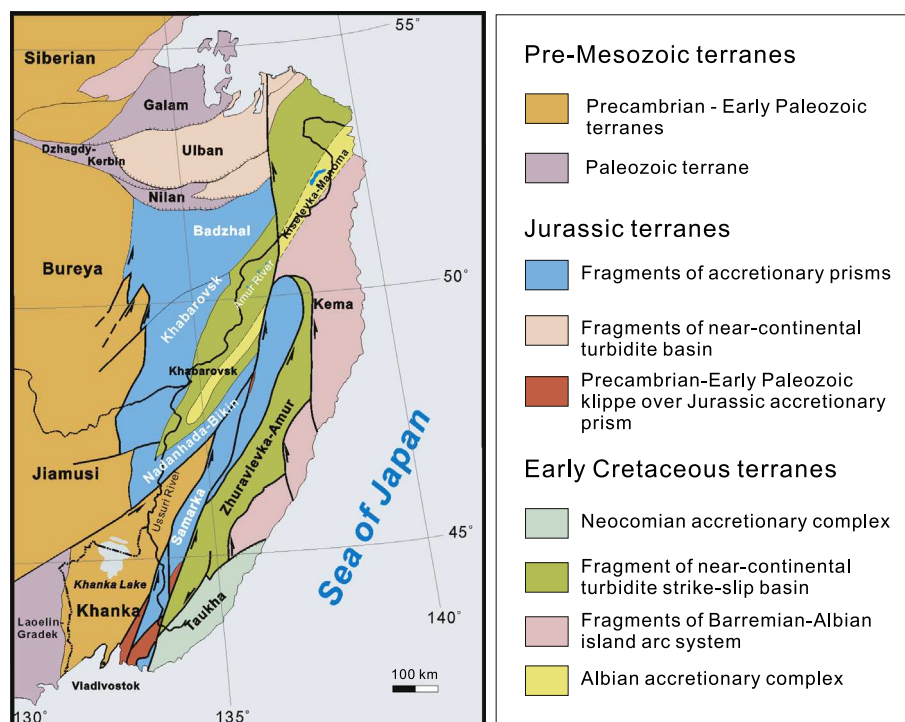 55°
Siberian
Galam
Dzhagdy-
Kerbin
Ulban
Nilan
Kiselevka-Manoma
Badzhal
Bureya
Amur River
50°
Khabarovsk
Kema
Khabarovsk
Nadanhada-Bikin
Zhuravlevka-Amur
Jiamusi
Ussuri River
Samarka
Sea of Japan
45°
Khanka Lake
Khanka
Taukha
140°
Laoelin-
Gradek
Vladivostok
100 km
130°
135°
Pre-Mesozoic terranes
Precambrian - Early Paleozoic
terranes
Paleozoic terrane
Jurassic terranes
Fragments of accretionary prisms
Fragments of near-continental
turbidite basin
Precambrian-Early Paleozoic
klippe over Jurassic accretionary
prism
Early Cretaceous terranes
Neocomian accretionary complex
Fragment of near-continental
turbidite strike-slip basin
Fragments of Barremian-Albian
island arc system
Albian accretionary complex